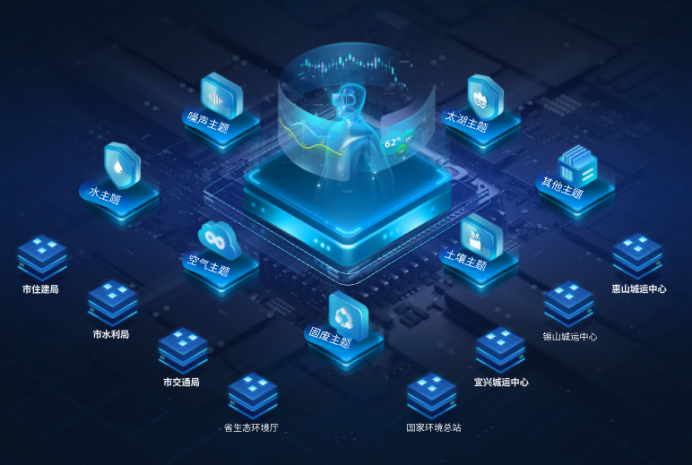 噪声主题
太湖主题
62%
水主题
其他主题
空气主题
土壤主题
市住建局
惠山城运中心
固废主题
市水利局
锡山城运中心
市交通局
宜兴城运中心
省生态环境厅
国家环境总站